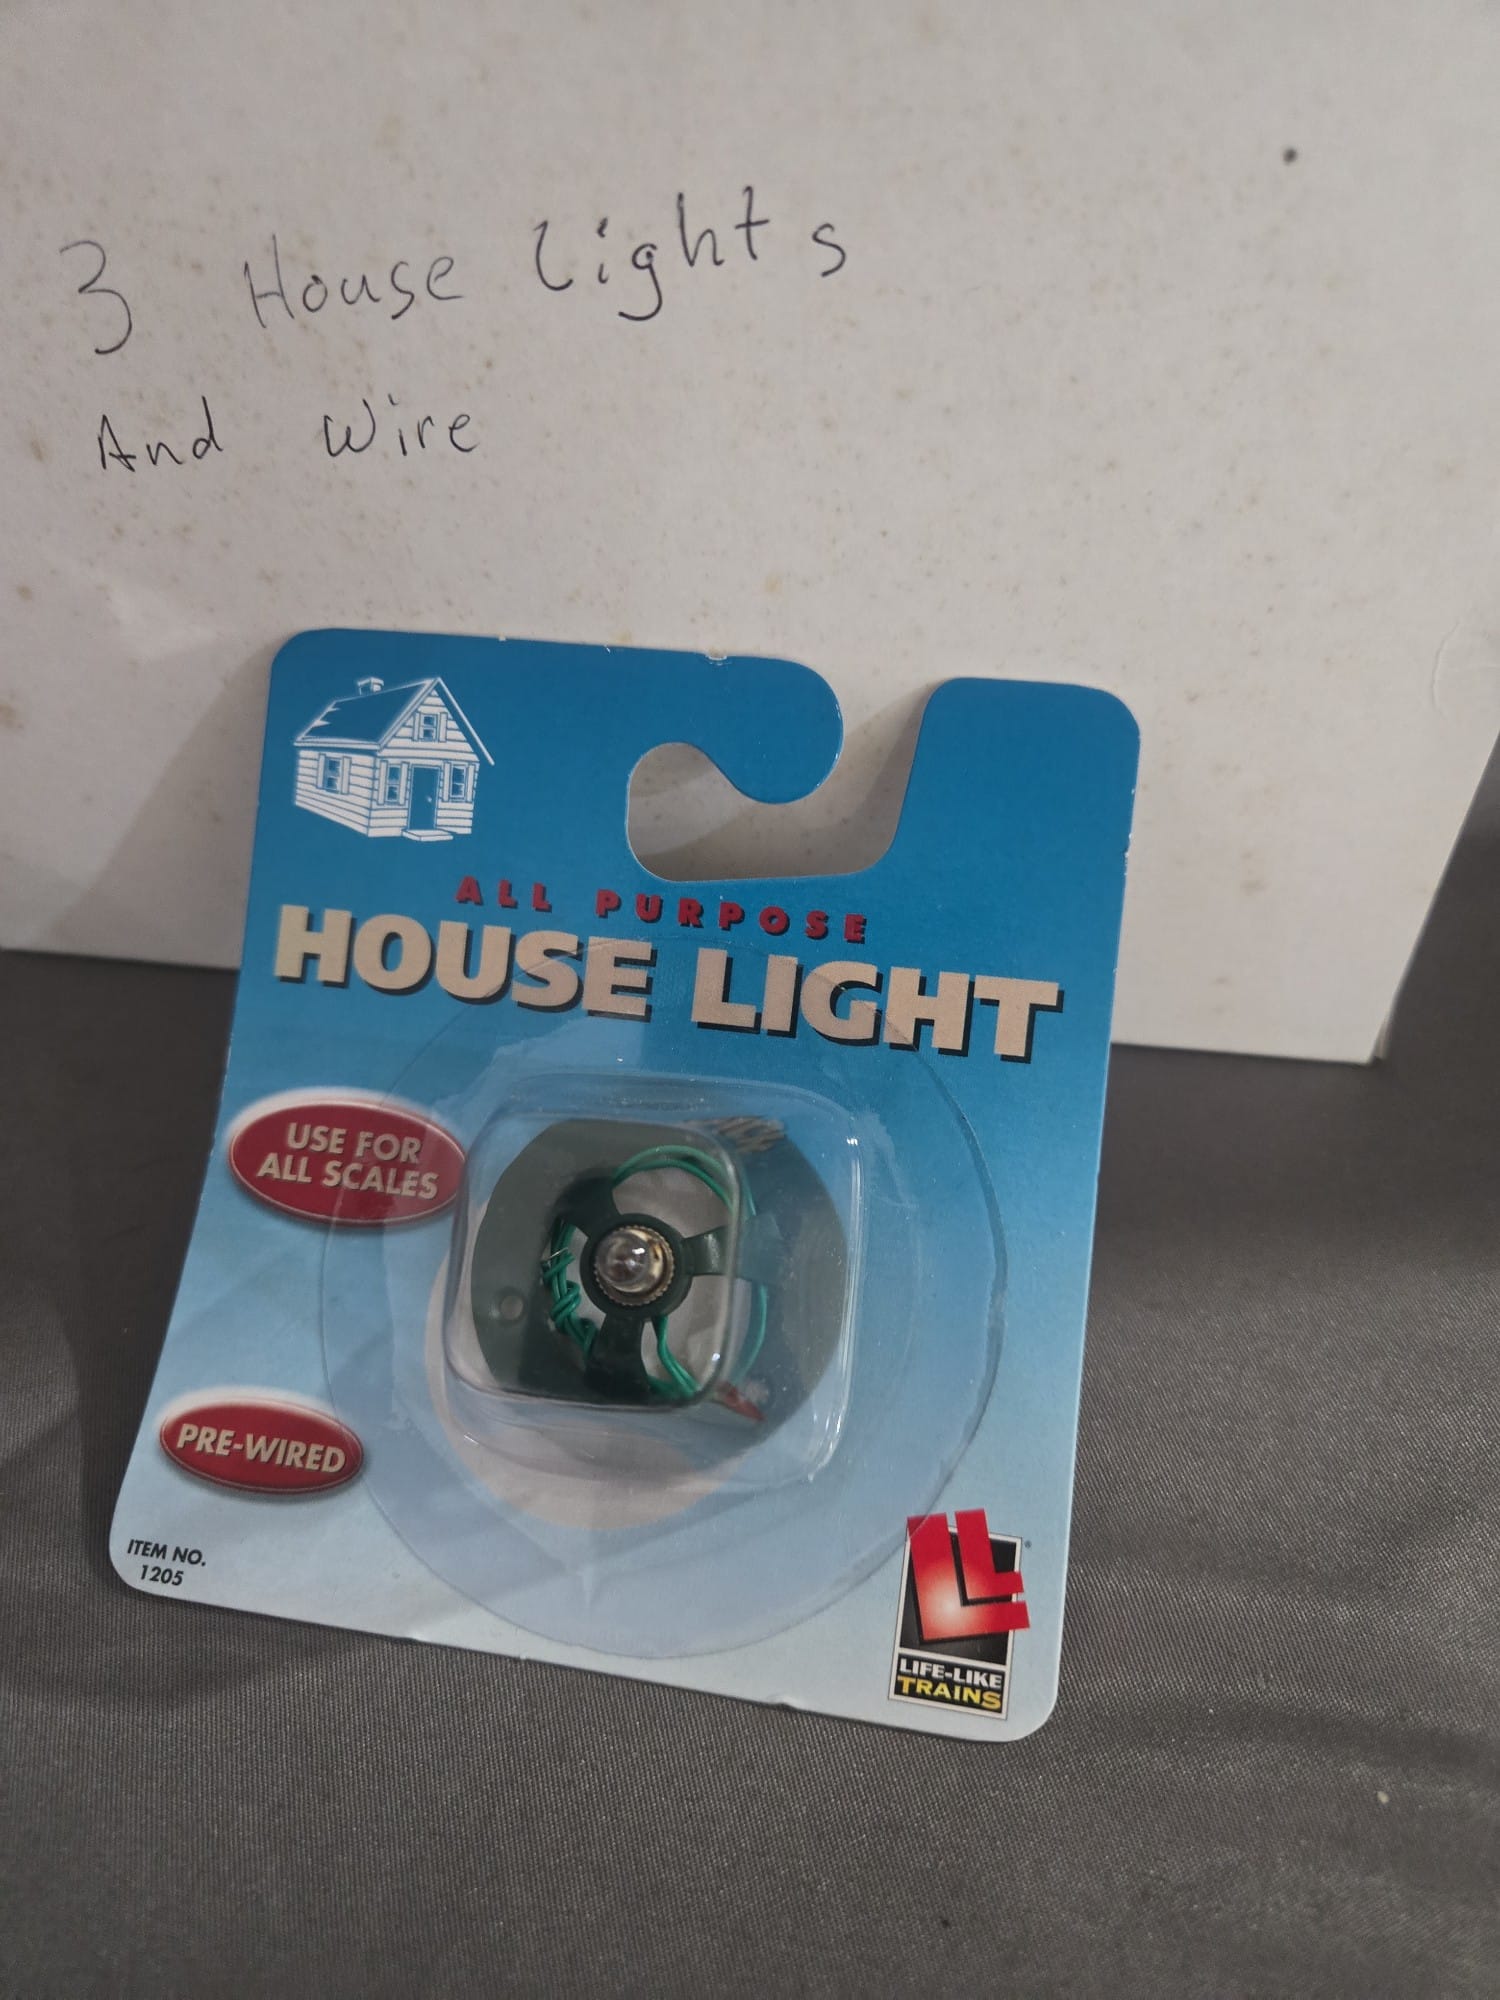 3 House Lights
And Wire
ALL PURPOSE
HOUSE LIGHT
USE FOR
ALL SCALES
PRE-WIRED
ITEM NO.
1205
LIFE-LIKE
TRAINS